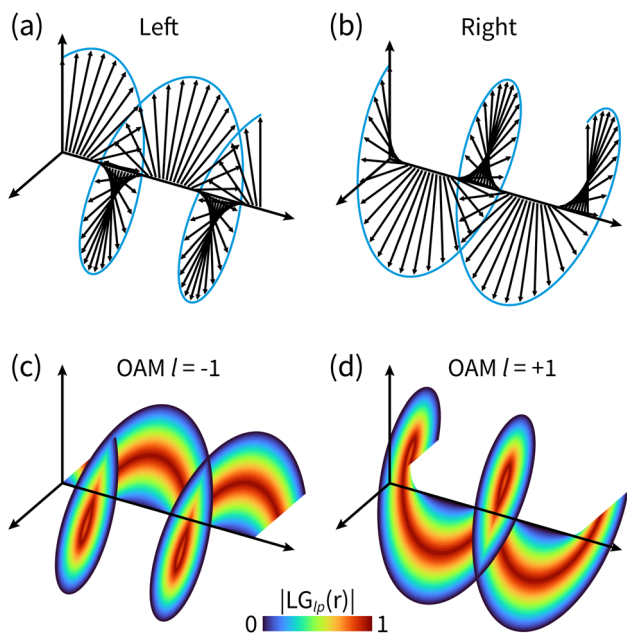 (a) Left
(b) Right
(c) OAM l = -1
(d) OAM l = +1
|LGlp(r)|
0 1